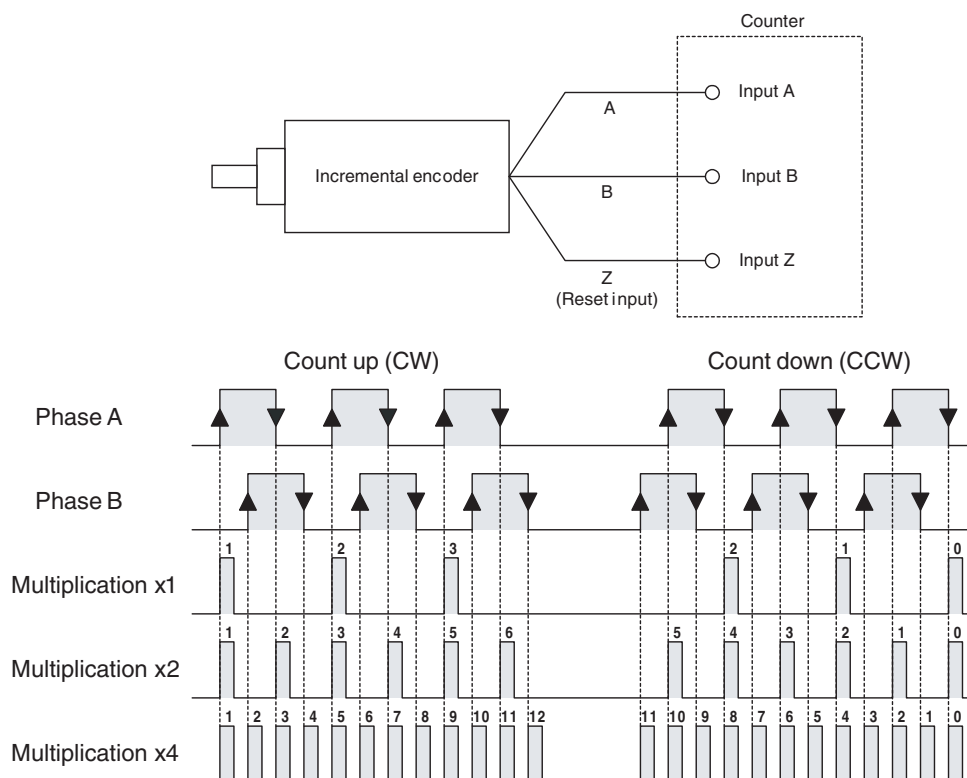 Counter
Input A
A
Incremental encoder
Input B
B
Input Z
Z
(Reset input)
Count up (CW) Count down (CCW)
Phase A
Phase B
1 2 3 2 1 0
Multiplication x1
1 2 3 4 5 6 5 4 3 2 1 0
Multiplication x2
1 2 3 4 5 6 7 8 9 10 11 12 11 10 9 8 7 6 5 4 3 2 1 0
Multiplication x4